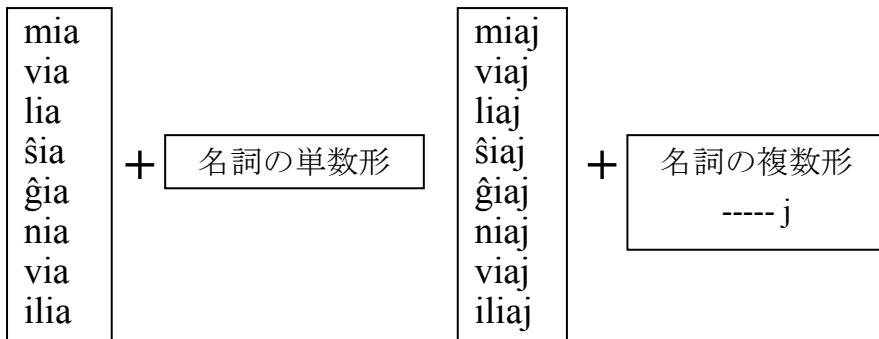 mia
via
lia
ŝia
ĝia
nia
via
ilia
+
名詞の単数形
miaj
viaj
liaj
ŝiaj
ĝiaj
niaj
viaj
iliaj
+
名詞の複数形
----- j